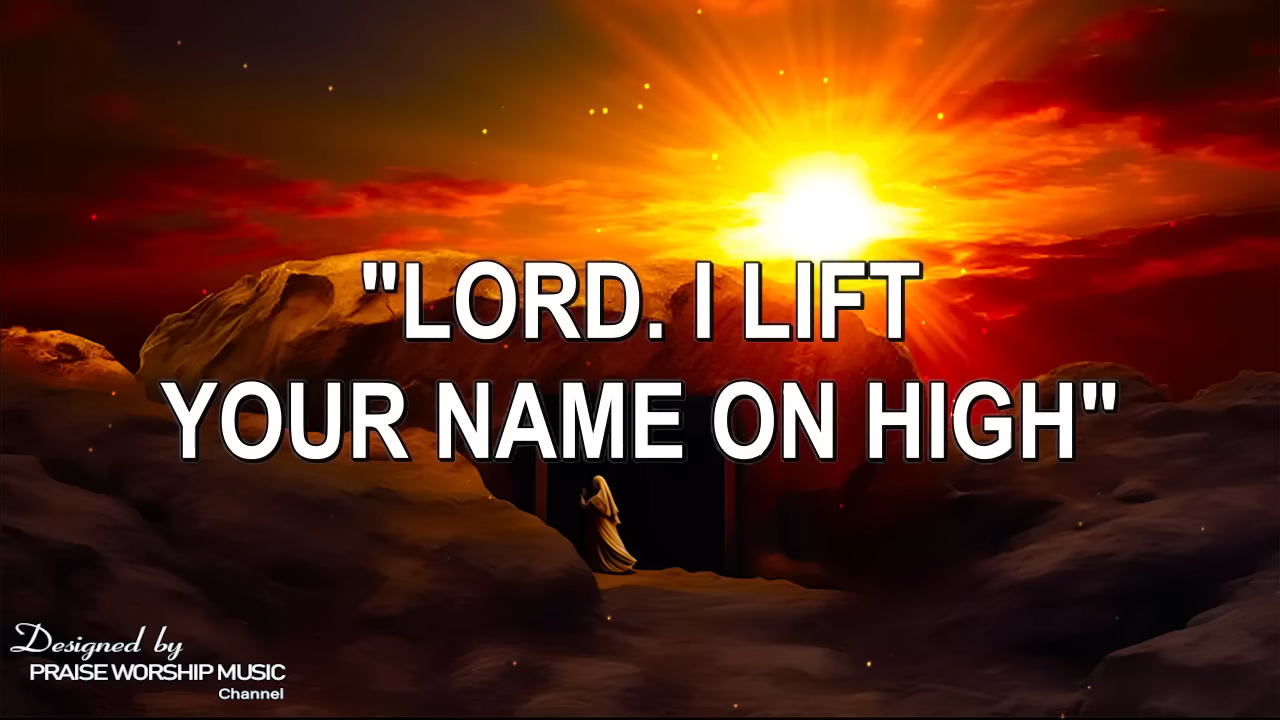 "LORD. I LIFT
YOUR NAME ON HIGH"
Designed by
PRAISE WORSHIP MUSIC
Channel